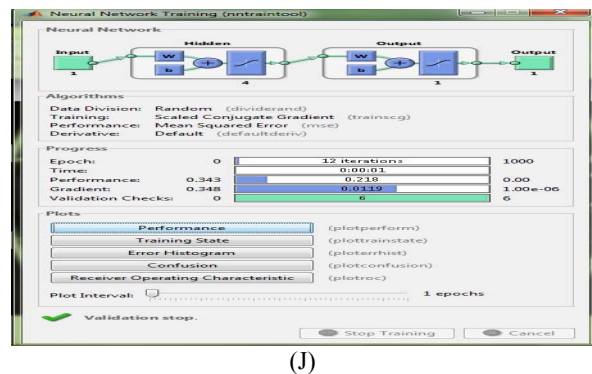 Neural Network Training (nntraintool)
Neural Network
Hidden Output
Input Output
W W
b b
1 4 1 1
Algorithms
Data Division: Random (dividerand)
Training: Scaled Conjugate Gradient (trainscg)
Performance: Mean Squared Error (mse)
Derivative: Default (defaultderiv)
Progress
Epoch: 0 12 iterations 1000
Time: 0:00:01
Performance: 0.343 0.218 0.00
Gradient: 0.348 0.0119 1.00e-06
Validation Checks: 0 6 6
Plots
Performance (plotperform)
Training State (plottrainstate)
Error Histogram (ploterrhist)
Confusion (plotconfusion)
Receiver Operating Characteristic (plotroc)
Plot Interval: 1 epochs
Validation stop.
Stop Training Cancel
(J)